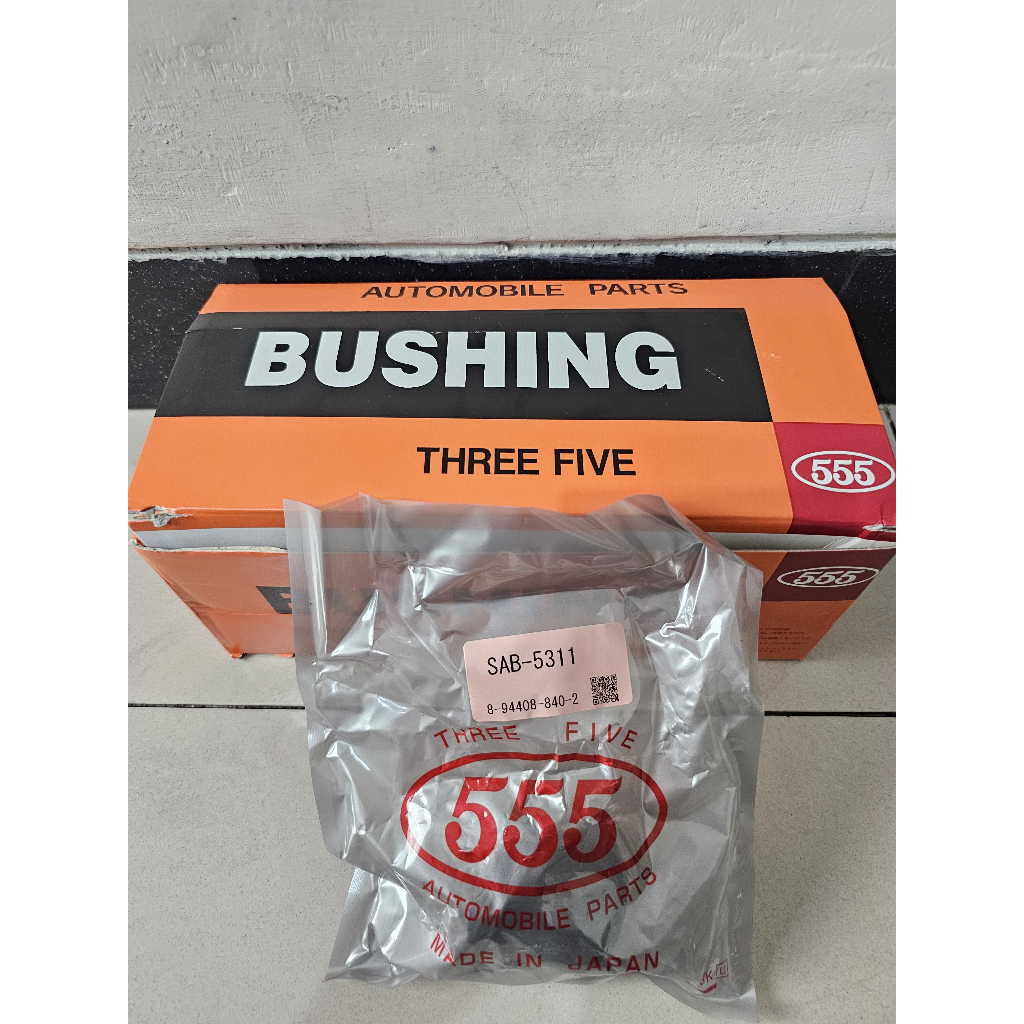 AUTOMOBILE PARTS
BUSHING
THREE FIVE
555
555
SAB-5311
8-94408-840-2
THREE FIVE
555
AUTOMOBILE PARTS
MADE IN JAPAN